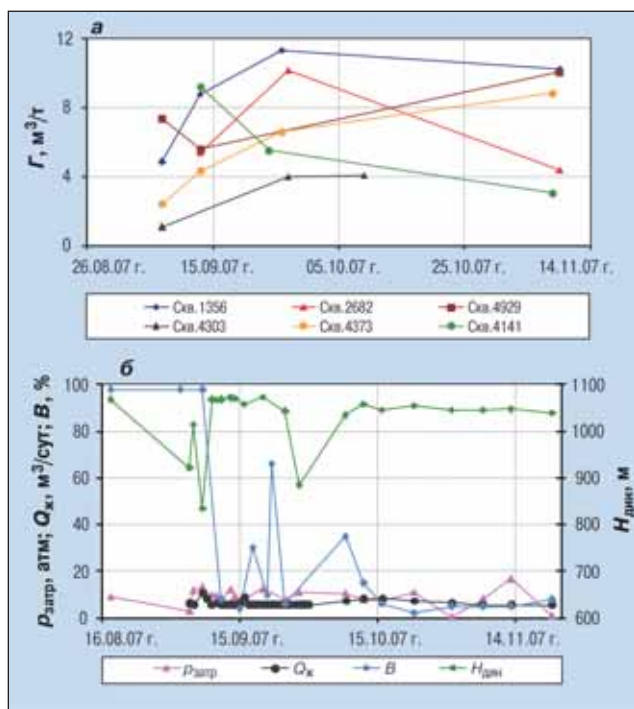 а
Г, м³/т
12
8
4
0
26.08.07 г. 15.09.07 г. 05.10.07 г. 25.10.07 г. 14.11.07 г.
Скв.1356 Скв.2682 Скв.4929
Скв.4303 Скв.4373 Скв.4141
б
pзатр, атм; Qж, м³/сут; В, %
100
80
60
40
20
0
1100
1000
900
800
700
600
Ндин, м
16.08.07 г. 15.09.07 г. 15.10.07 г. 14.11.07 г.
pзатр Qж В Ндин